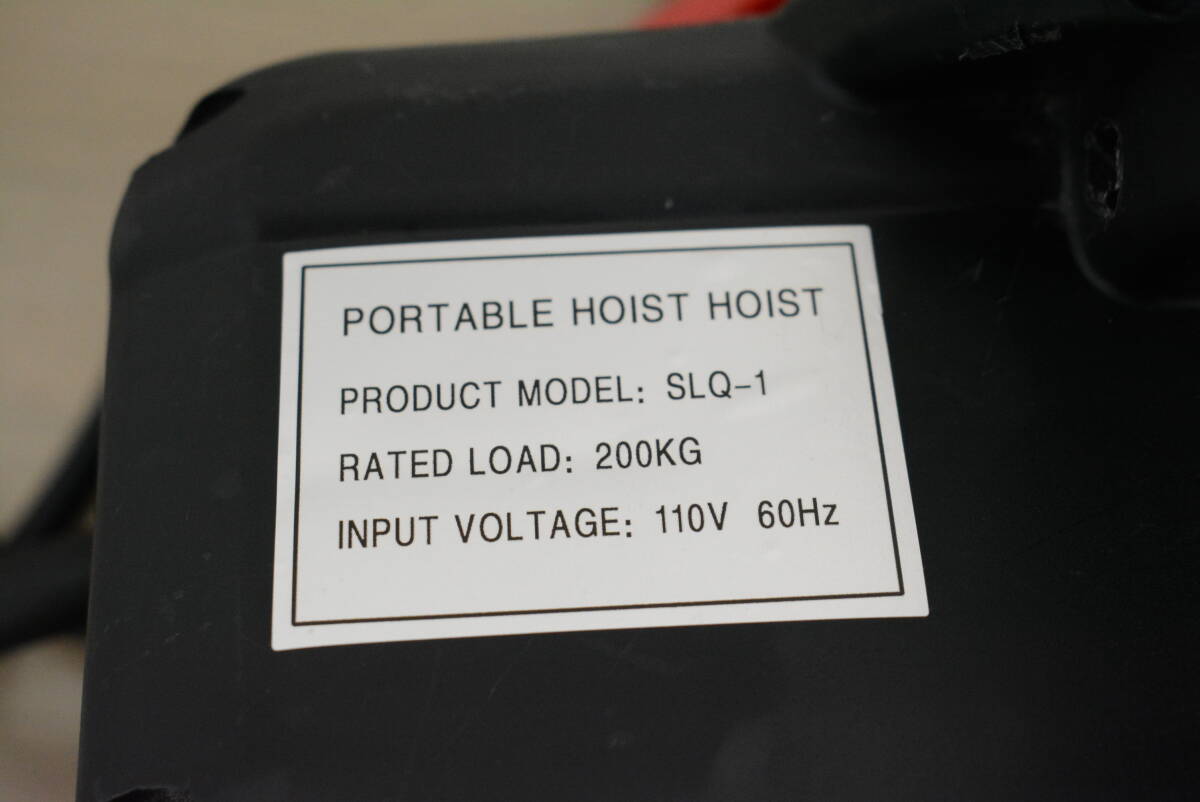 PORTABLE HOIST HOIST
PRODUCT MODEL: SLQ-1
RATED LOAD: 200KG
INPUT VOLTAGE: 110V 60Hz